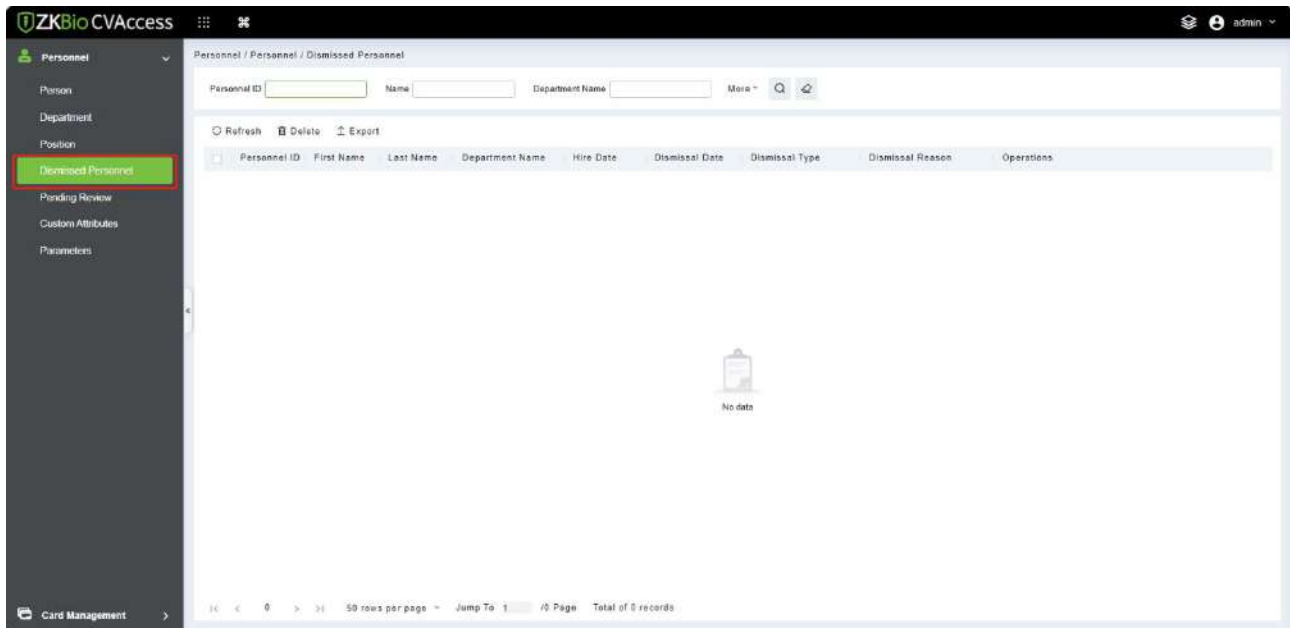 ZKBio CVAccess
admin
Personnel
Personnel / Personnel / Dismissed Personnel
Person
Personnel ID Name Department Name More
Department
Refresh Delete Export
Position
Personnel ID First Name Last Name Department Name Hire Date Dismissal Date Dismissal Type Dismissal Reason Operations
Dismissed Personnel
Pending Review
Custom Attributes
Parameters
No data
Card Management
0 50 rows per page Jump To 1 /0 Page Total of 0 records